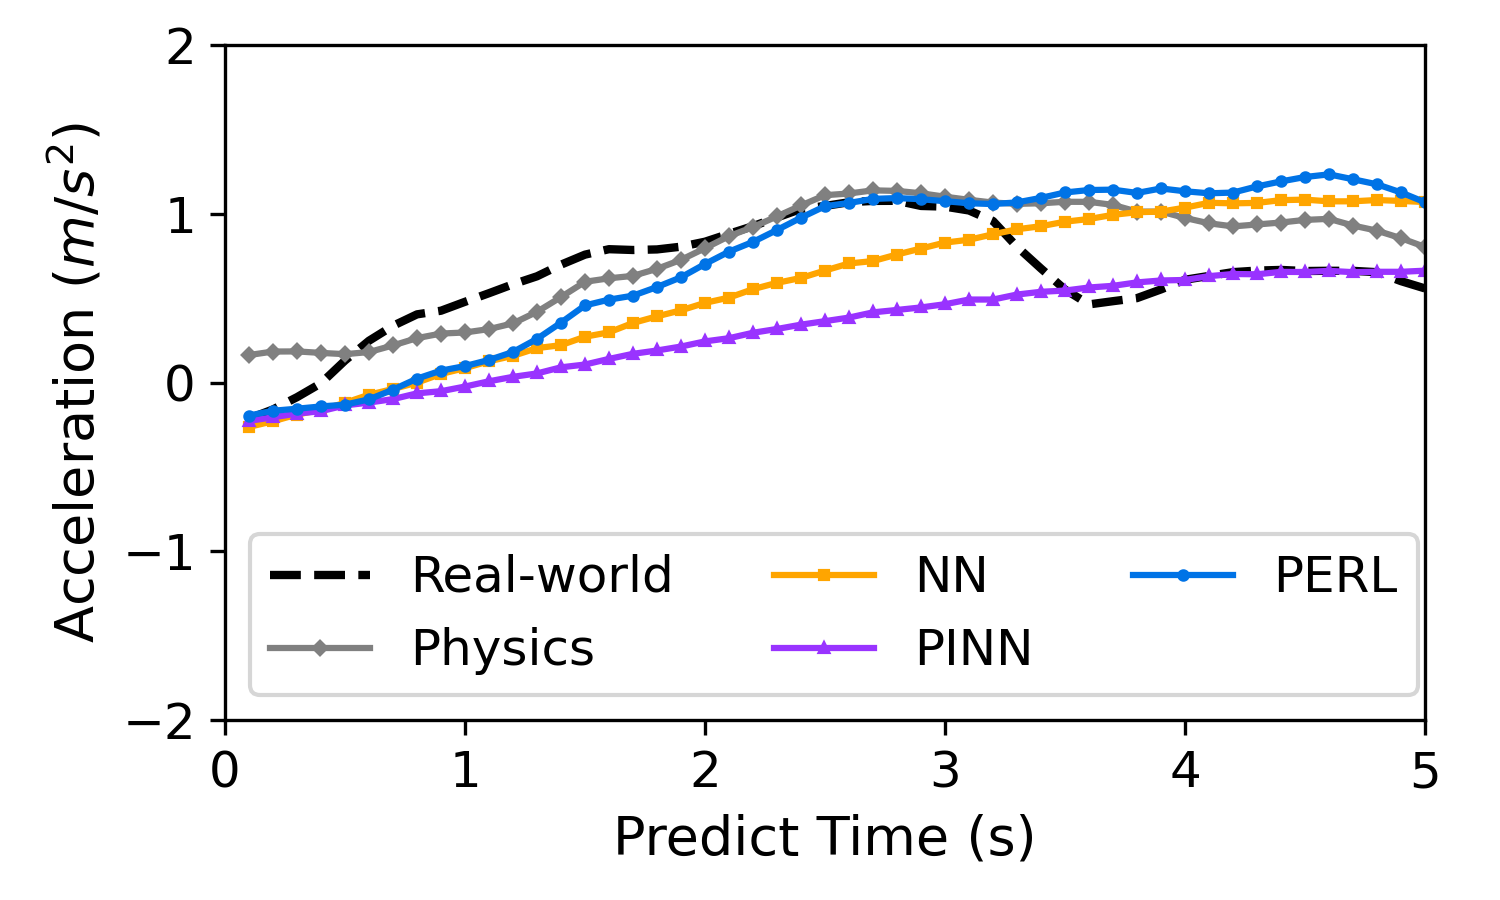 2
1
0
−1
−2
Acceleration (m/s²)
Real-world
Physics
NN
PINN
PERL
0 1 2 3 4 5
Predict Time (s)